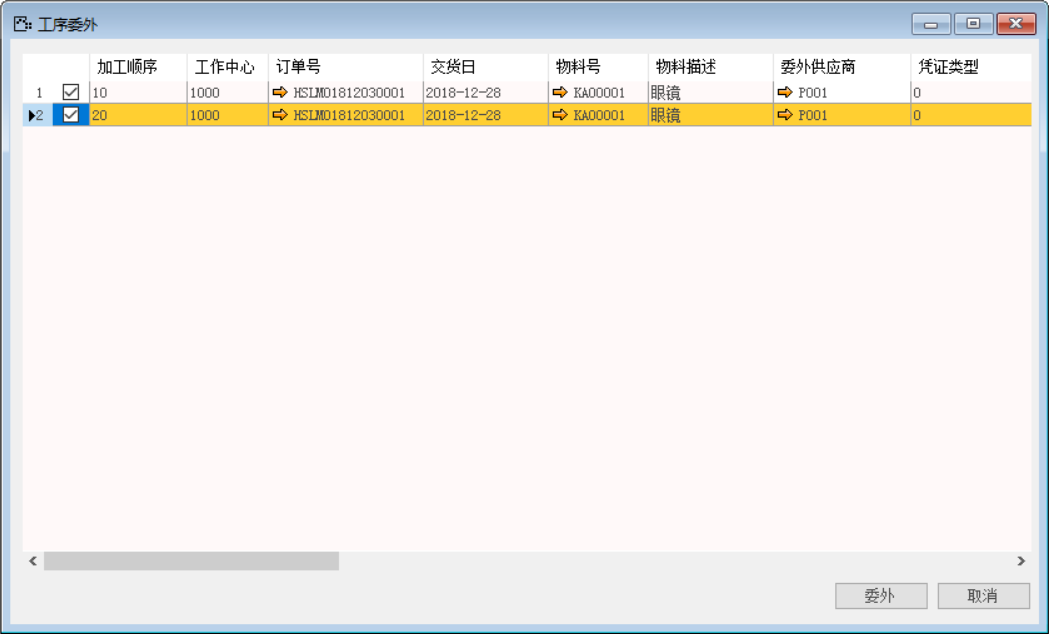 工序委外
加工顺序 工作中心 订单号 交货日 物料号 物料描述 委外供应商 凭证类型
1 10 1000 HSLM01812030001 2018-12-28 KA00001 眼镜 P001 0
2 20 1000 HSLM01812030001 2018-12-28 KA00001 眼镜 P001 0
委外 取消